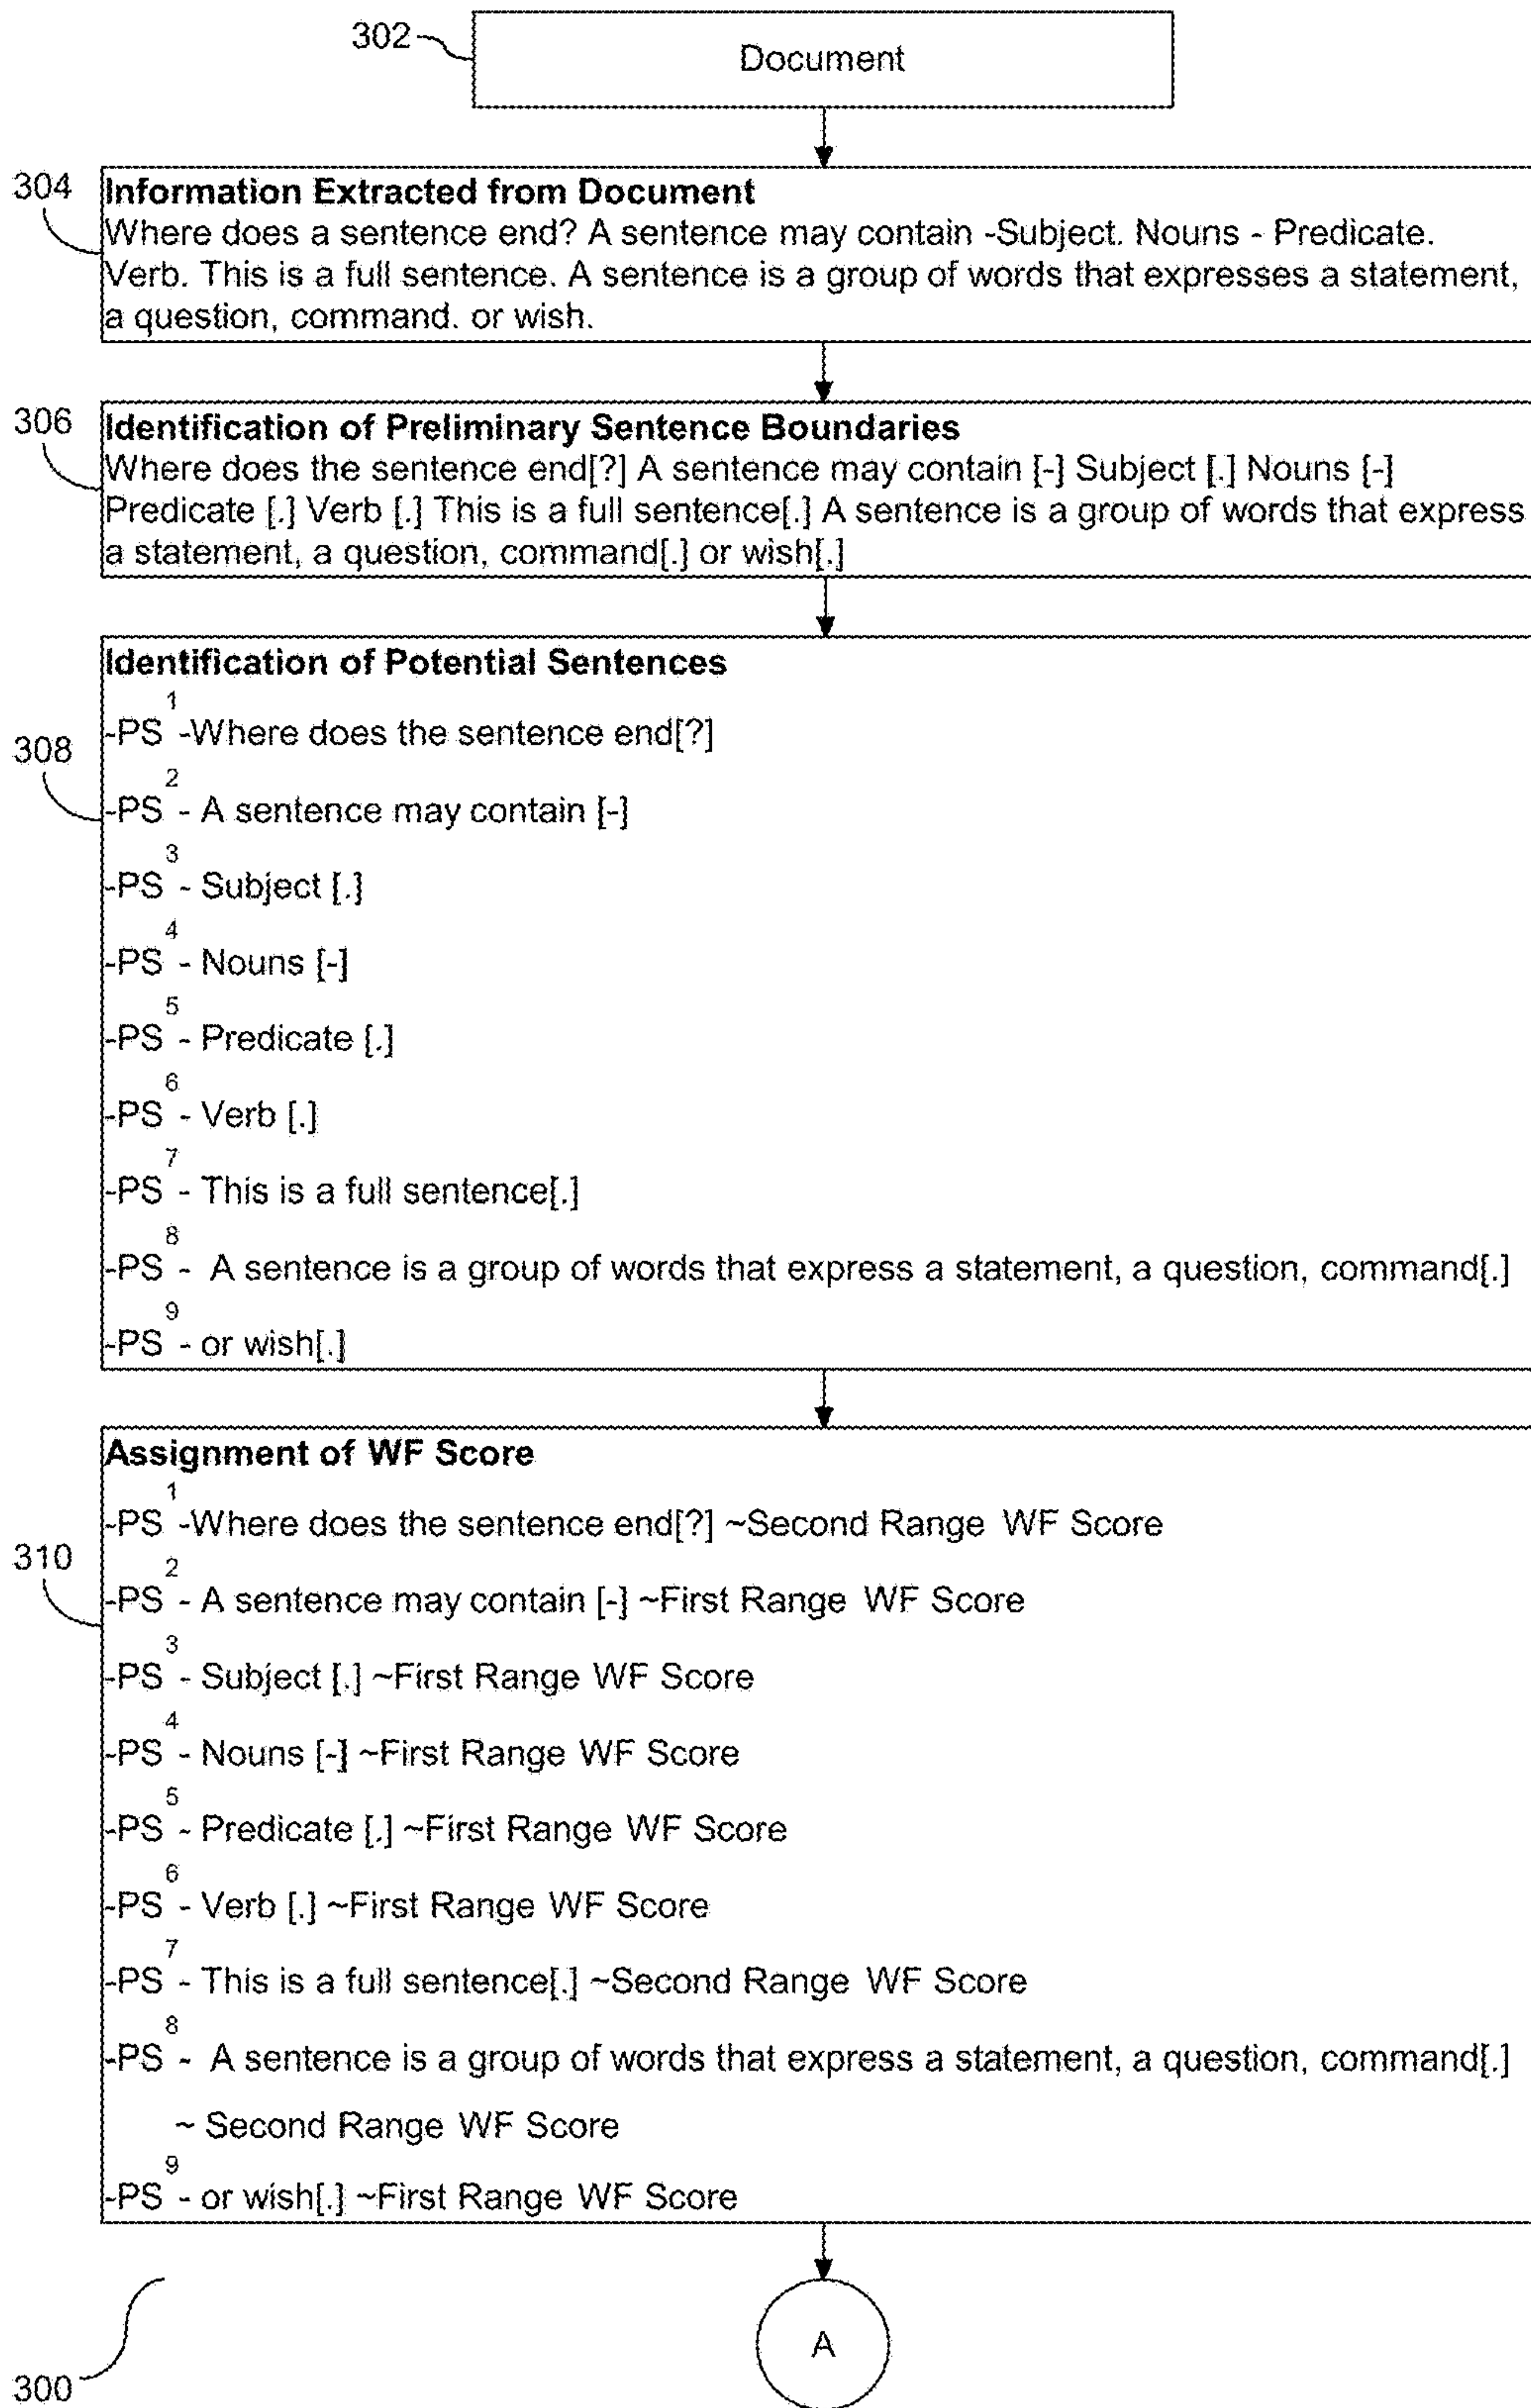 302
Document
304
Information Extracted from Document
Where does a sentence end? A sentence may contain -Subject. Nouns - Predicate.
Verb. This is a full sentence. A sentence is a group of words that expresses a statement,
a question, command. or wish.
306
Identification of Preliminary Sentence Boundaries
Where does the sentence end[?] A sentence may contain [-] Subject [.] Nouns [-]
Predicate [.] Verb [.] This is a full sentence[.] A sentence is a group of words that express
a statement, a question, command[.] or wish[.]
308
Identification of Potential Sentences
-PS 1 -Where does the sentence end[?]
-PS 2 - A sentence may contain [-]
-PS 3 - Subject [.]
-PS 4 - Nouns [-]
-PS 5 - Predicate [.]
-PS 6 - Verb [.]
-PS 7 - This is a full sentence[.]
-PS 8 - A sentence is a group of words that express a statement, a question, command[.]
-PS 9 - or wish[.]
310
Assignment of WF Score
-PS 1 -Where does the sentence end[?] ~Second Range WF Score
-PS 2 - A sentence may contain [-] ~First Range WF Score
-PS 3 - Subject [.] ~First Range WF Score
-PS 4 - Nouns [-] ~First Range WF Score
-PS 5 - Predicate [.] ~First Range WF Score
-PS 6 - Verb [.] ~First Range WF Score
-PS 7 - This is a full sentence[.] ~Second Range WF Score
-PS 8 - A sentence is a group of words that express a statement, a question, command[.]
~ Second Range WF Score
-PS 9 - or wish[.] ~First Range WF Score
A
300